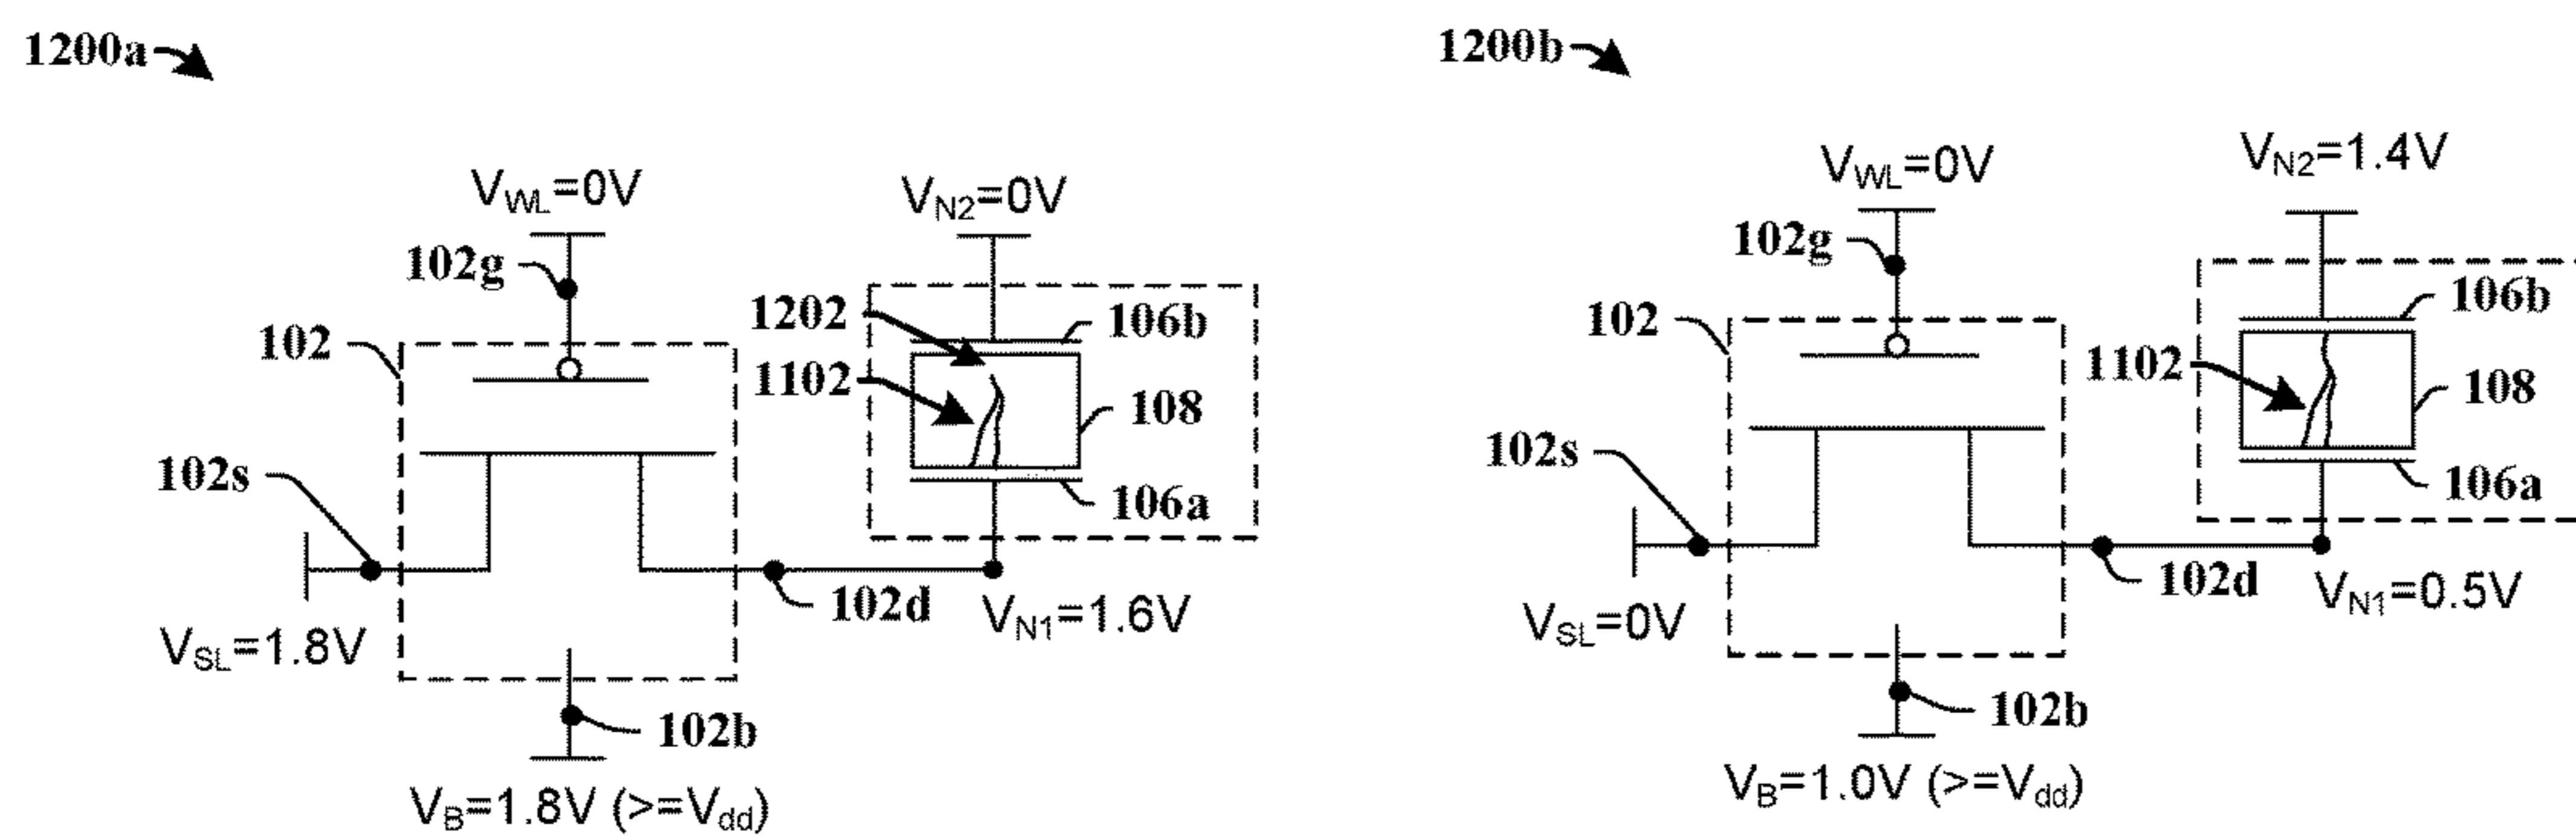 1200a
V_WL=0V
V_N2=0V
102g
1202
106b
102
1102
108
102s
106a
102d
V_N1=1.6V
V_SL=1.8V
102b
V_B=1.8V (>=V_dd)
1200b
V_WL=0V
V_N2=1.4V
102g
106b
102
1102
108
102s
106a
102d
V_N1=0.5V
V_SL=0V
102b
V_B=1.0V (>=V_dd)